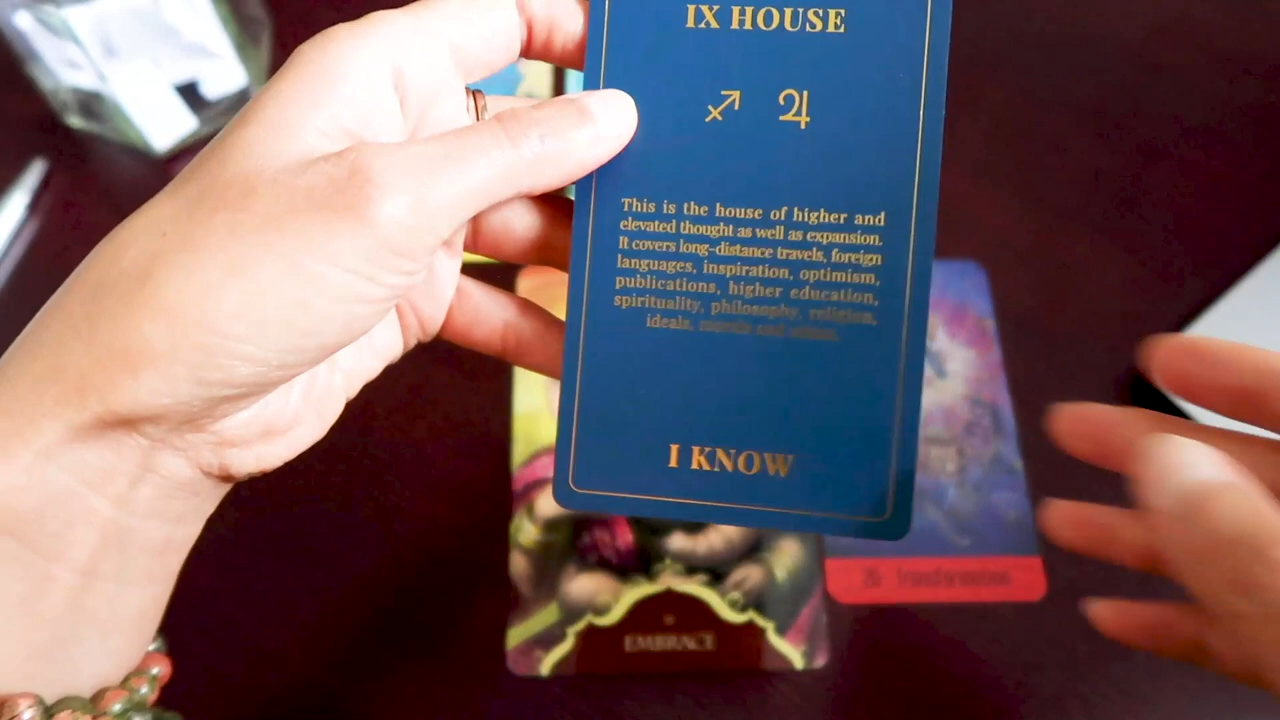 IX HOUSE
♐ ♃
This is the house of higher and
elevated thought as well as expansion.
It covers long-distance travels, foreign
languages, inspiration, optimism,
publications, higher education,
spirituality, philosophy, religion,
ideals,
I KNOW
EMBRACE
Transformation